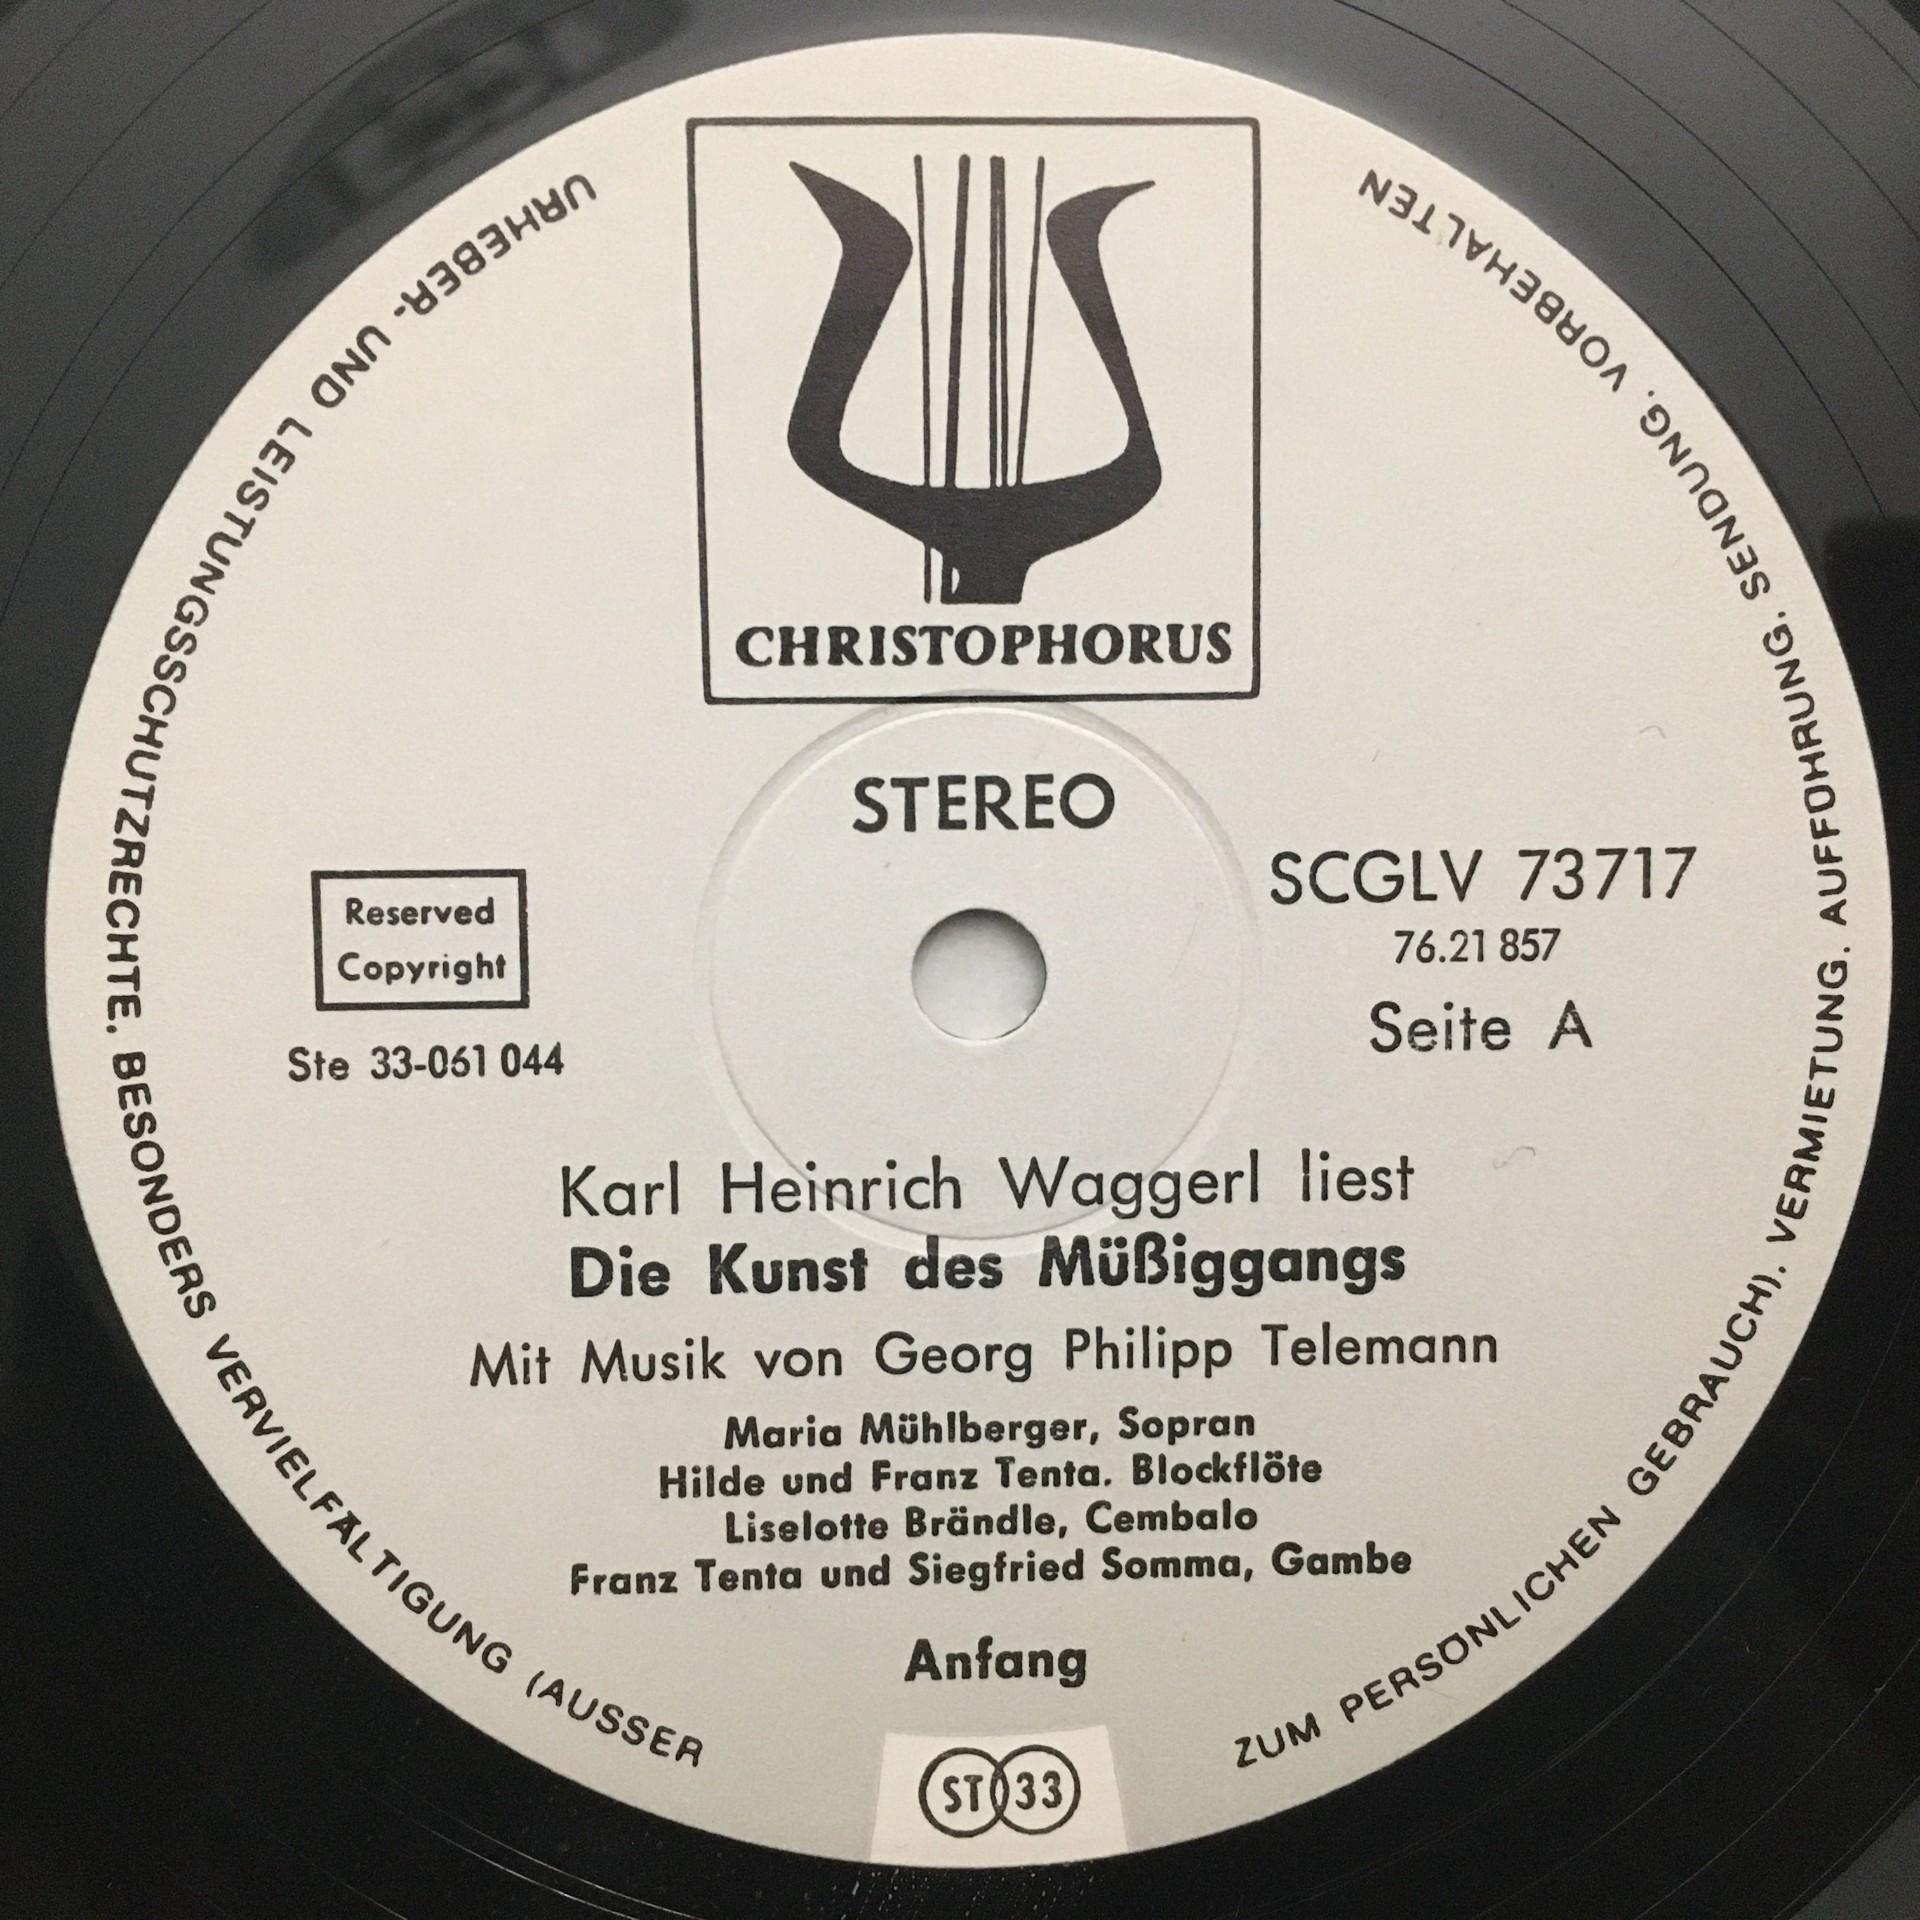 CHRISTOPHORUS
STEREO
Reserved
Copyright
Ste 33-061 044
SCGLV 73717
76.21 857
Seite A
Karl Heinrich Waggerl liest
Die Kunst des Müßiggangs
Mit Musik von Georg Philipp Telemann
Maria Mühlberger, Sopran
Hilde und Franz Tenta. Blockflöte
Liselotte Brändle, Cembalo
Franz Tenta und Siegfried Somma, Gambe
Anfang
ST 33
URHEBER- UND LEISTUNGSSCHUTZRECHTE. BESONDERS VERVIELFÄLTIGUNG (AUSSER
ZUM PERSÖNLICHEN GEBRAUCH). VERMIETUNG. AUFFÜHRUNG. SENDUNG. VORBEHALTEN